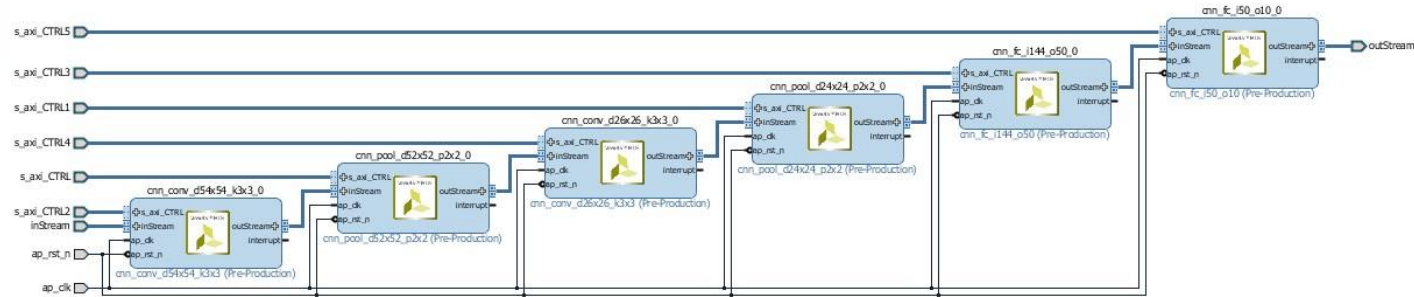 s_axi_CTRL5
s_axi_CTRL3
s_axi_CTRL1
s_axi_CTRL4
s_axi_CTRL
s_axi_CTRL2
inStream
ap_rst_n
ap_clk
cnn_conv_d54x54_k3x3_0
s_axi_CTRL
inStream
ap_clk
ap_rst_n
outStream
interrupt
cnn_conv_d54x54_k3x3 (Pre-Production)
cnn_pool_d52x52_p2x2_0
s_axi_CTRL
inStream
ap_clk
ap_rst_n
outStream
interrupt
cnn_pool_d52x52_p2x2 (Pre-Production)
cnn_conv_d26x26_k3x3_0
s_axi_CTRL
inStream
ap_clk
ap_rst_n
outStream
interrupt
cnn_conv_d26x26_k3x3 (Pre-Production)
cnn_pool_d24x24_p2x2_0
s_axi_CTRL
inStream
ap_clk
ap_rst_n
outStream
interrupt
cnn_pool_d24x24_p2x2 (Pre-Production)
cnn_fc_i144_o50_0
s_axi_CTRL
inStream
ap_clk
ap_rst_n
outStream
interrupt
cnn_fc_i144_o50 (Pre-Production)
cnn_fc_i50_o10_0
s_axi_CTRL
inStream
ap_clk
ap_rst_n
outStream
interrupt
cnn_fc_i50_o10 (Pre-Production)
outStream